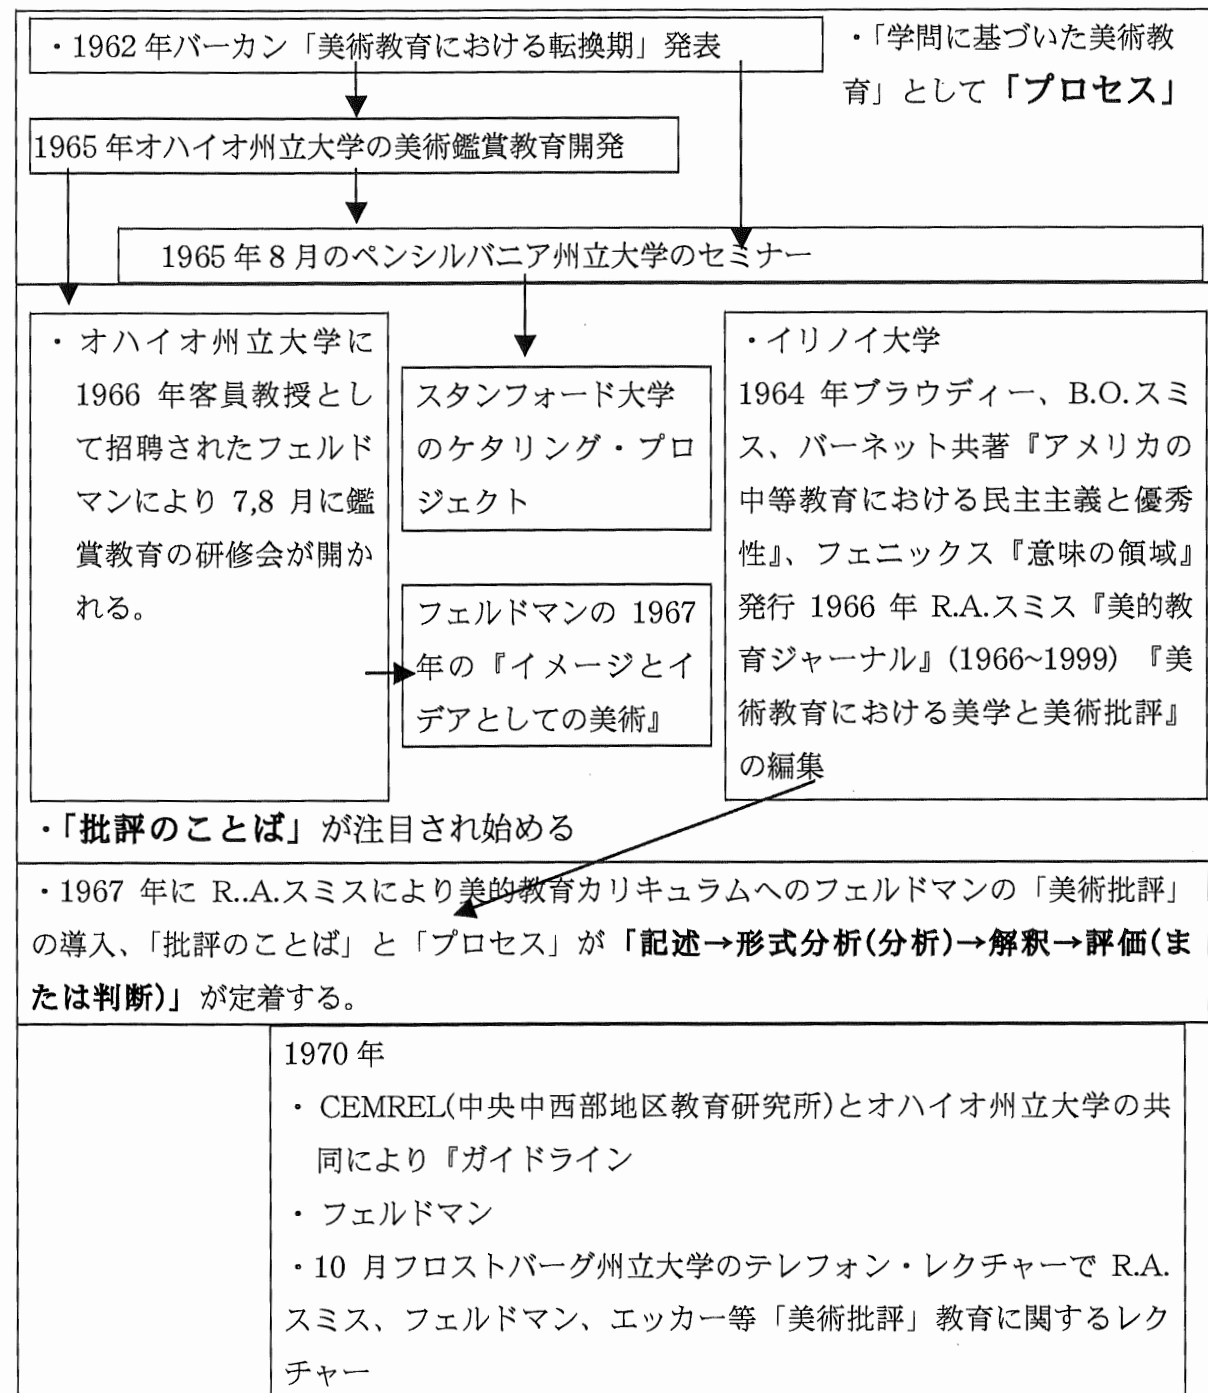 ・1962年バーカン「美術教育における転換期」発表
・「学問に基づいた美術教
育」として「プロセス」
1965年オハイオ州立大学の美術鑑賞教育開発
1965年8月のペンシルバニア州立大学のセミナー
・オハイオ州立大学に
1966 年客員教授とし
て招聘されたフェルド
マンにより 7,8 月に鑑
賞教育の研修会が開か
れる。
スタンフォード大学
のケタリング・プロ
ジェクト
フェルドマンの 1967
年の『イメージとイ
デアとしての美術』
・イリノイ大学
1964 年ブラウディー、B.O.スミ
ス、バーネット共著『アメリカの
中等教育における民主主義と優秀
性』、フェニックス『意味の領域』
発行 1966 年 R.A.スミス『美的教
育ジャーナル』(1966~1999) 『美
術教育における美学と美術批評』
の編集
・「批評のことば」が注目され始める
・1967 年に R..A.スミスにより美的教育カリキュラムへのフェルドマンの「美術批評」
の導入、「批評のことば」と「プロセス」が「記述→形式分析(分析)→解釈→評価(ま
たは判断)」が定着する。
1970年
・ CEMREL(中央中西部地区教育研究所)とオハイオ州立大学の共
同により『ガイドライン
・ フェルドマン
・10 月フロストバーグ州立大学のテレフォン・レクチャーで R.A.
スミス、フェルドマン、エッカー等「美術批評」教育に関するレク
チャー